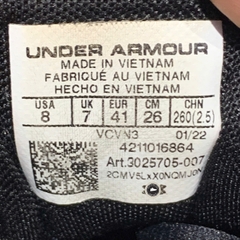 UNDER ARMOUR
MADE IN VIETNAM
FABRIQUÉ AU VIETNAM
HECHO EN VIETNAM
USA UK EUR CM CHN
8 7 41 26 260(2.5)
VCVN3 01/22
4211016864
Art.3025705-007
2CMV5LxX0NQMJ0N